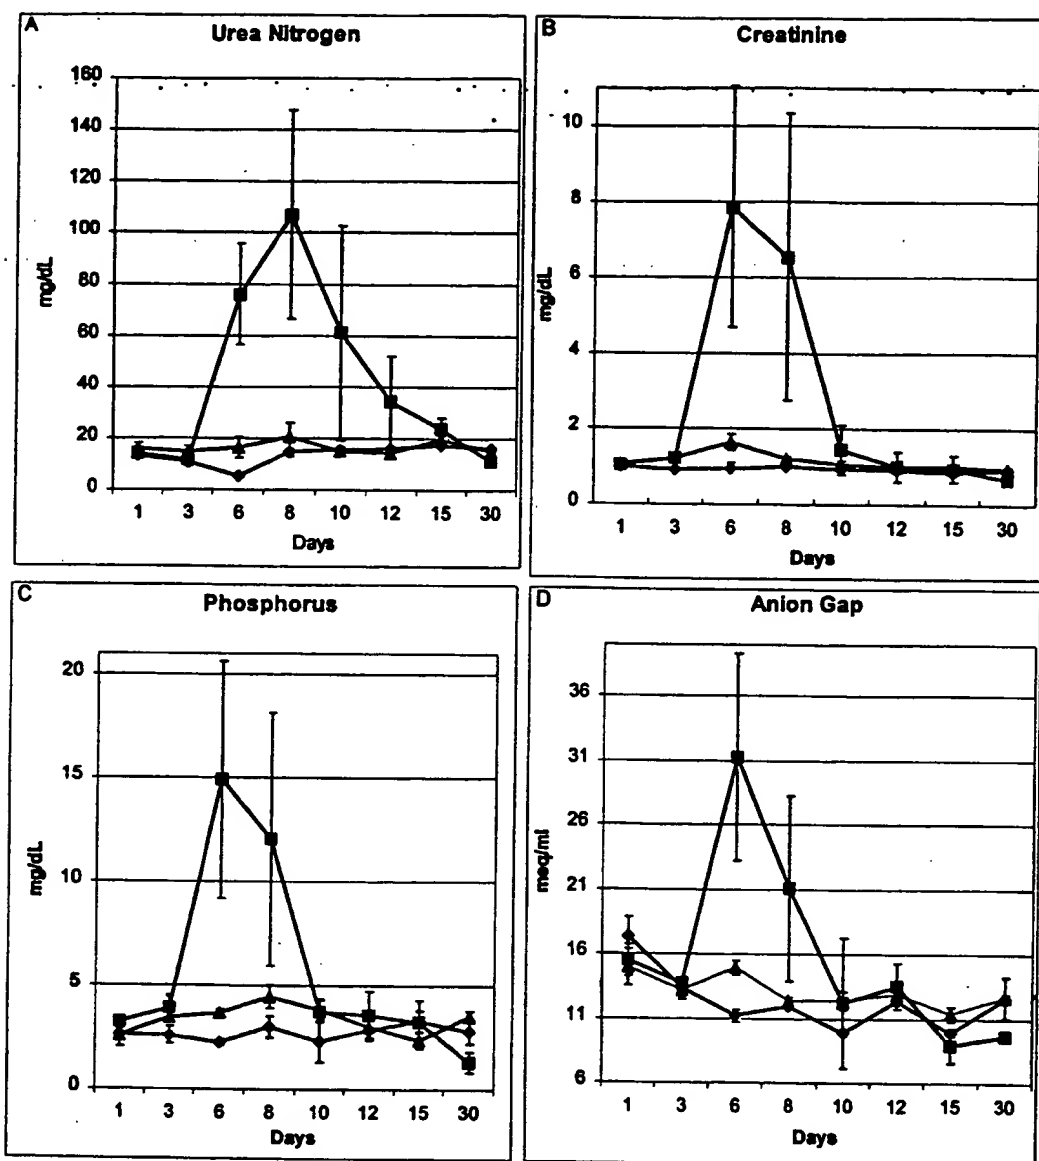 A
Urea Nitrogen
160
140
120
100
80
60
40
20
0
mg/dL
1 3 6 8 10 12 15 30
Days
B
Creatinine
10
8
6
4
2
0
mg/dL
1 3 6 8 10 12 15 30
Days
C
Phosphorus
20
15
10
5
0
mg/dL
1 3 6 8 10 12 15 30
Days
D
Anion Gap
36
31
26
21
16
11
6
meq/ml
1 3 6 8 10 12 15 30
Days